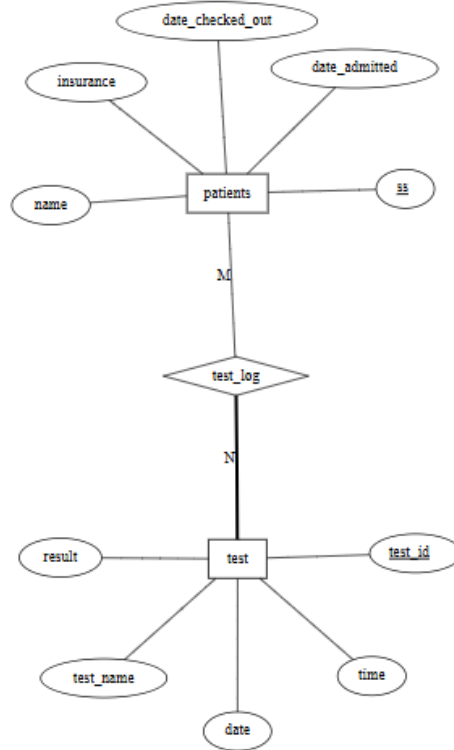 date_checked_out
date_admitted
insurance
patients
ss
name
M
test_log
N
result
test
test_id
test_name
time
date